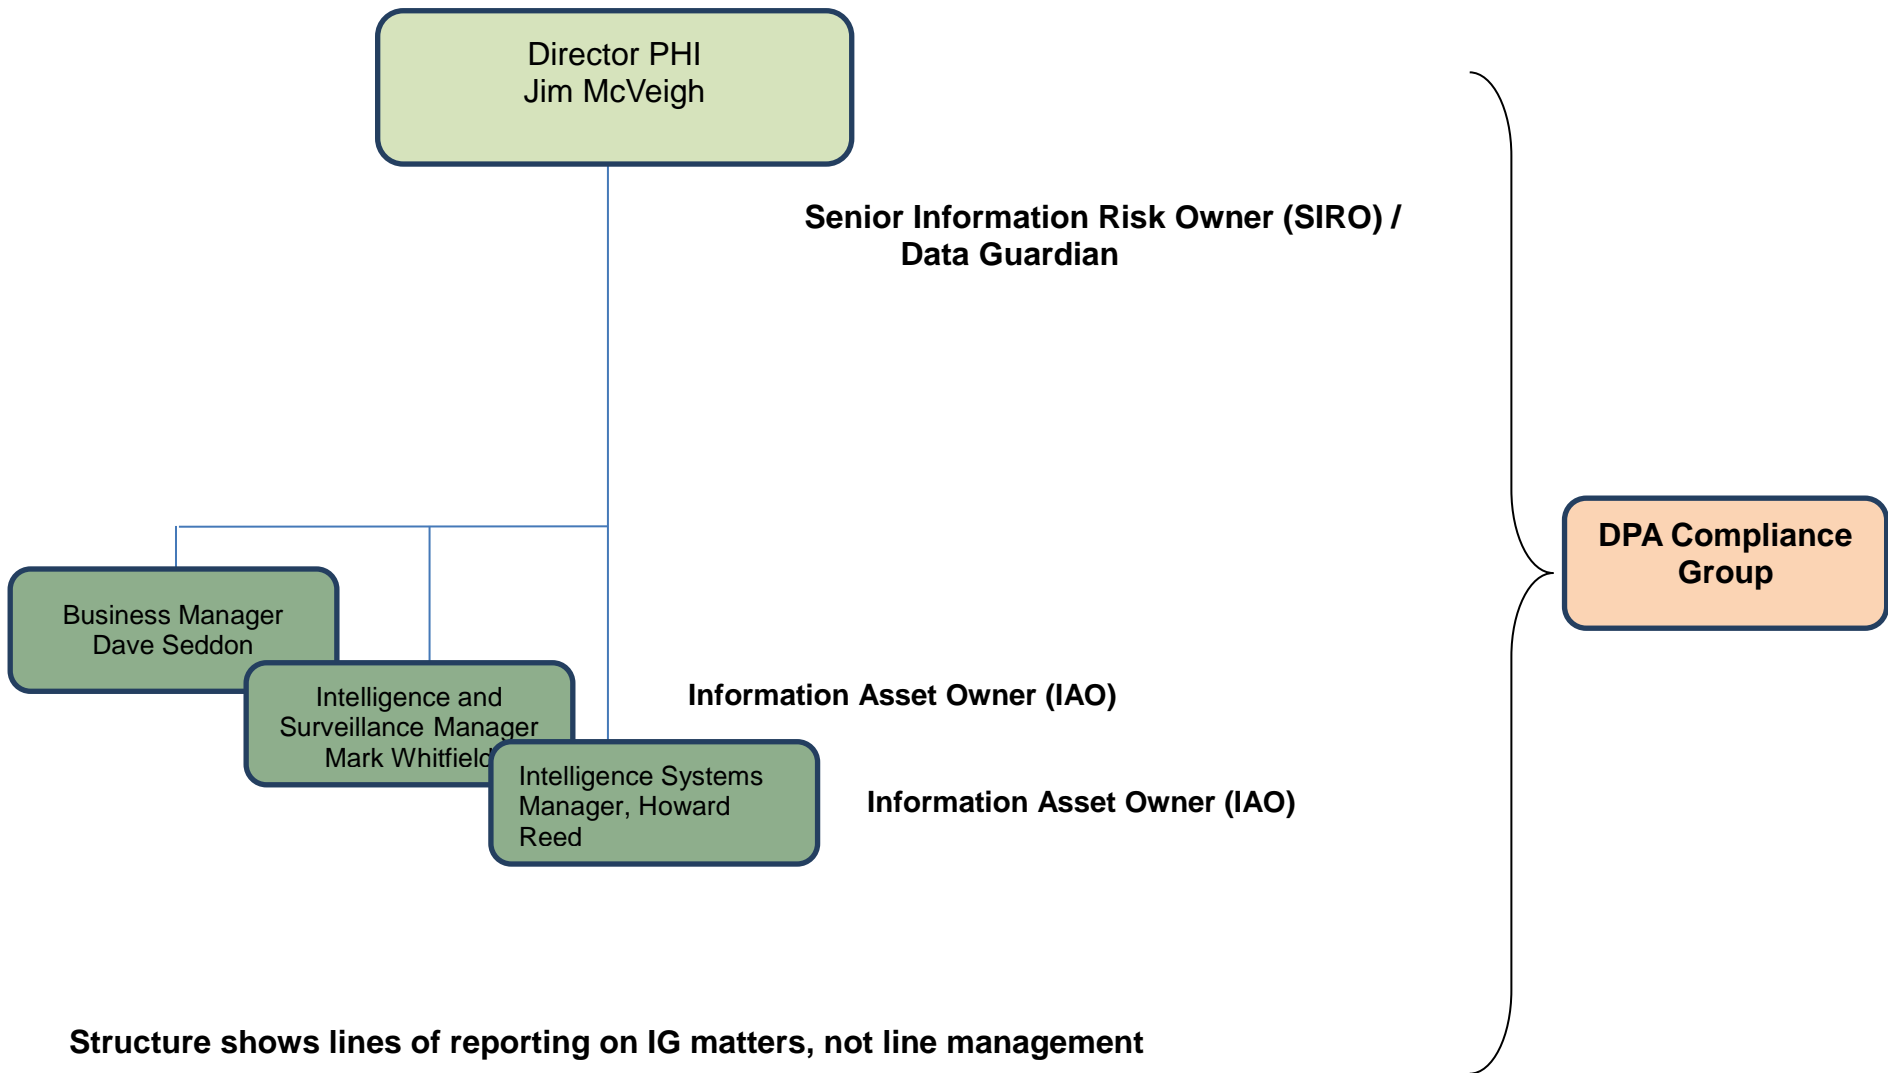 Director PHI
Jim McVeigh
Senior Information Risk Owner (SIRO) /
Data Guardian
DPA Compliance
Group
Business Manager
Dave Seddon
Intelligence and
Surveillance Manager
Mark Whitfield
Information Asset Owner (IAO)
Intelligence Systems
Manager, Howard
Reed
Information Asset Owner (IAO)
Structure shows lines of reporting on IG matters, not line management